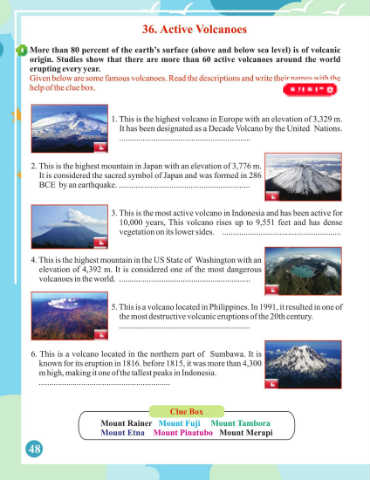 36. Active Volcanoes
More than 80 percent of the earth's surface (above and below sea level) is of volcanic
origin. Studies show that there are more than 60 active volcanoes around the world
erupting every year.
Given below are some famous volcanoes. Read the descriptions and write their names with the
help of the clue box.
1. This is the highest volcano in Europe with an elevation of 3,329 m.
It has been designated as a Decade Volcano by the United Nations.
2. This is the highest mountain in Japan with an elevation of 3,776 m.
It is considered the sacred symbol of Japan and was formed in 286
BCE by an earthquake.
3. This is the most active volcano in Indonesia and has been active for
10,000 years, This volcano rises up to 9,551 feet and has dense
vegetation on its lower sides.
4. This is the highest mountain in the US State of Washington with an
elevation of 4,392 m. It is considered one of the most dangerous
volcanoes in the world.
5. This is a volcano located in Philippines. In 1991, it resulted in one of
the most destructive volcanic eruptions of the 20th century.
6. This is a volcano located in the northern part of Sumbawa. It is
known for its eruption in 1816. before 1815, it was more than 4,300
m high, making it one of the tallest peaks in Indonesia.
Clue Box
Mount Rainer Mount Fuji Mount Tambora
Mount Etna Mount Pinatubo Mount Merapi
48